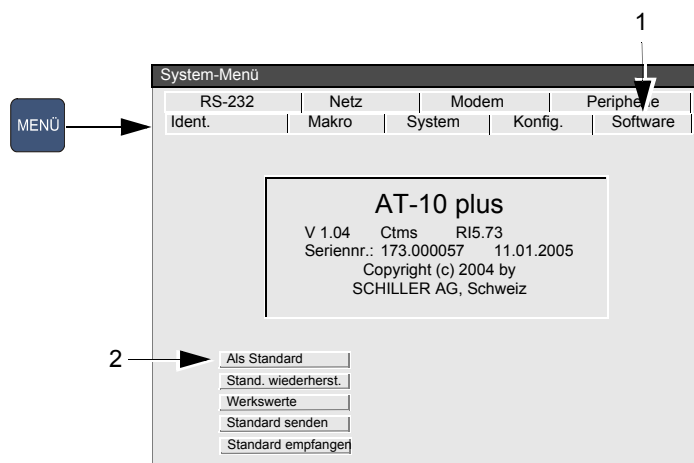 1
System-Menü
RS-232 Netz Modem Peripherie
MENÜ
Ident. Makro System Konfig. Software
AT-10 plus
V 1.04 Ctms RI5.73
Seriennr.: 173.000057 11.01.2005
Copyright (c) 2004 by
SCHILLER AG, Schweiz
2
Als Standard
Stand. wiederherst.
Werkswerte
Standard senden
Standard empfangen